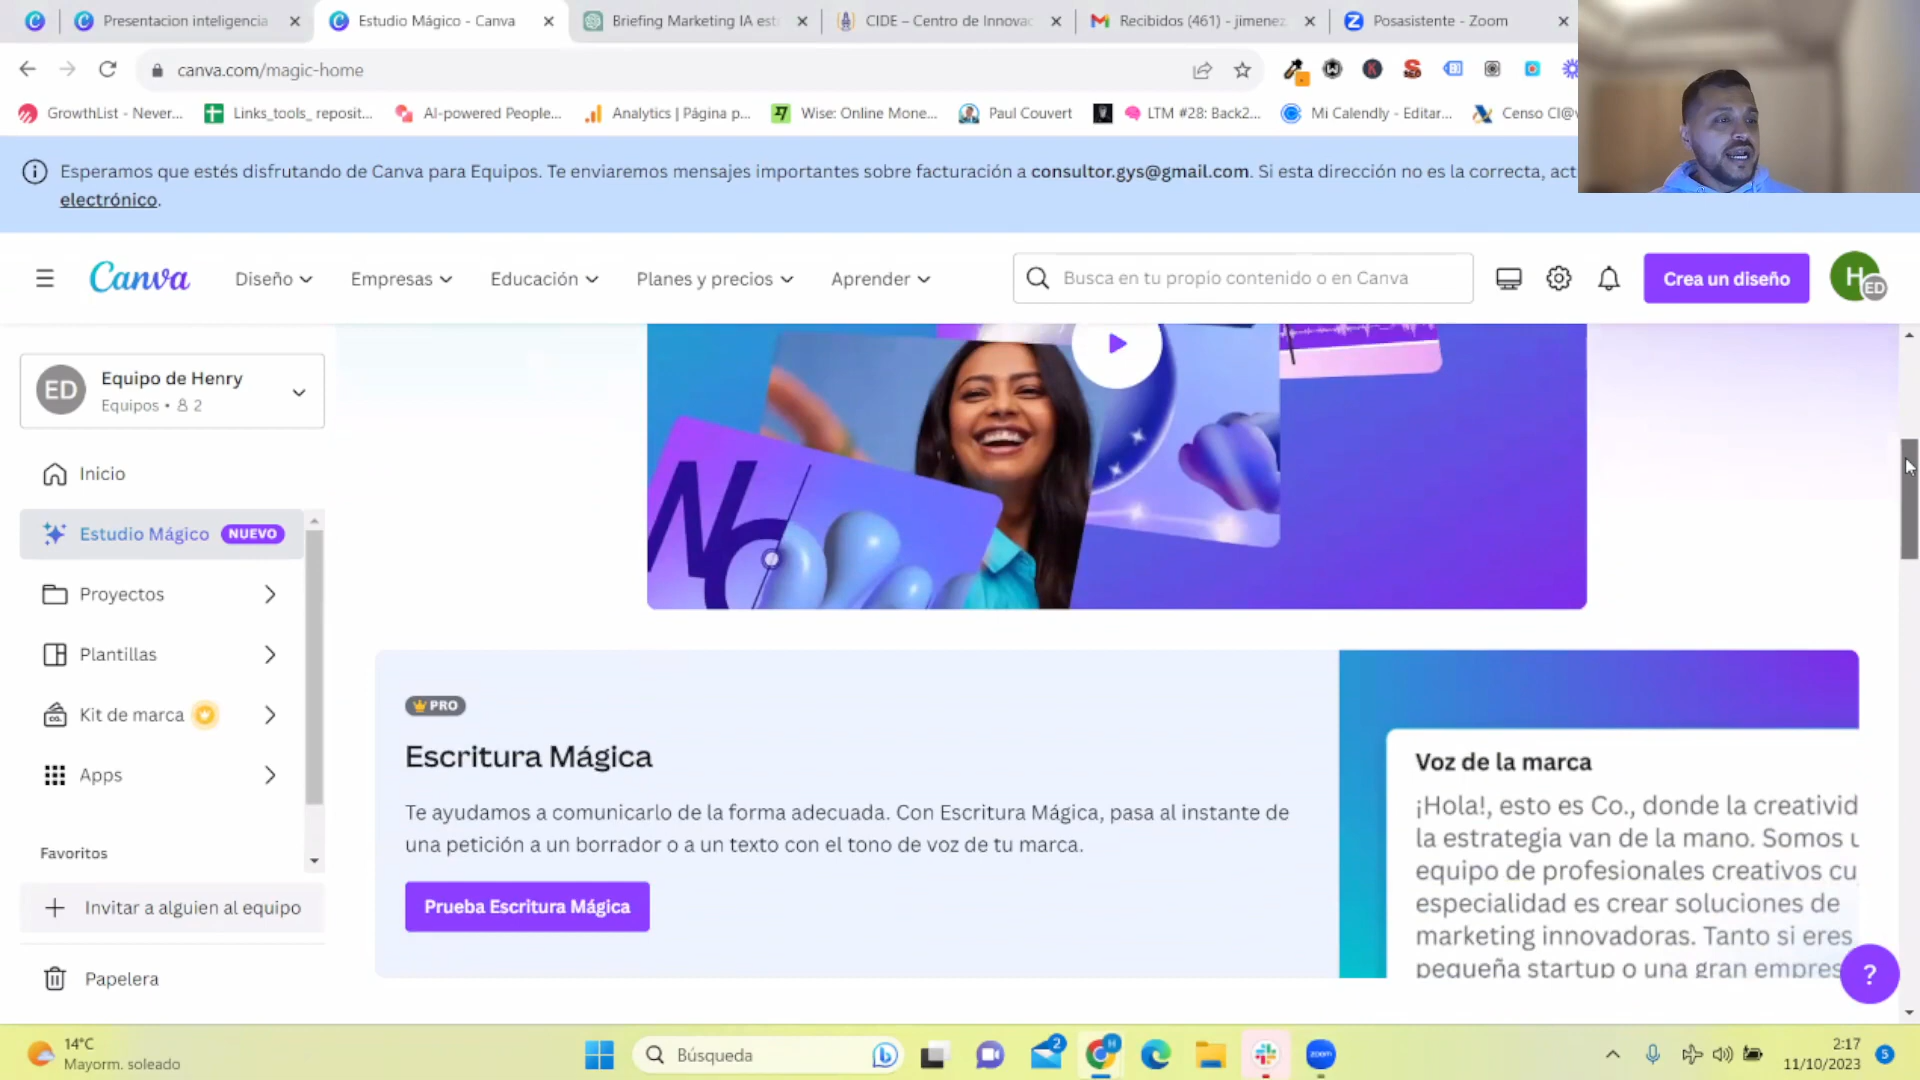 Presentacion inteligencia
Estudio Mágico - Canva
Briefing Marketing IA est
CIDE – Centro de Innovac
Recibidos (461) - jimenez
Posasistente - Zoom
canva.com/magic-home
GrowthList - Never...
Links_tools_ reposit...
AI-powered People...
Analytics | Página p...
Wise: Online Mone...
Paul Couvert
LTM #28: Back2...
Mi Calendly - Editar...
Censo CI@
Esperamos que estés disfrutando de Canva para Equipos. Te enviaremos mensajes importantes sobre facturación a consultor.gys@gmail.com. Si esta dirección no es la correcta, act
electrónico.
Canva
Diseño
Empresas
Educación
Planes y precios
Aprender
Busca en tu propio contenido o en Canva
Crea un diseño
H
ED
ED
Equipo de Henry
Equipos • 2
Inicio
Estudio Mágico NUEVO
Proyectos
Plantillas
Kit de marca
Apps
Favoritos
Invitar a alguien al equipo
Papelera
PRO
Escritura Mágica
Te ayudamos a comunicarlo de la forma adecuada. Con Escritura Mágica, pasa al instante de
una petición a un borrador o a un texto con el tono de voz de tu marca.
Prueba Escritura Mágica
Voz de la marca
¡Hola!, esto es Co., donde la creativid
la estrategia van de la mano. Somos u
equipo de profesionales creativos cu
especialidad es crear soluciones de
marketing innovadoras. Tanto si eres
pequeña startup o una gran empres
?
14°C
Mayorm. soleado
Búsqueda
2
H
zoom
2:17
11/10/2023
5